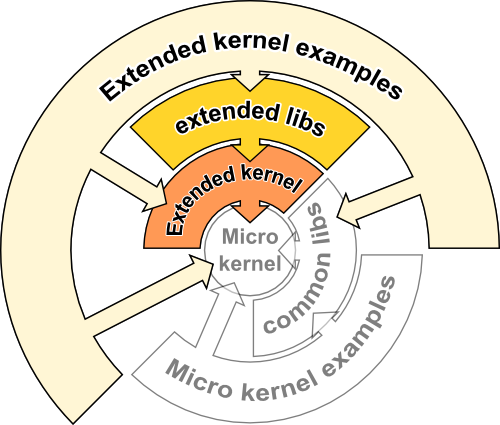 Extended kernel examples
extended libs
Extended kernel
Micro
kernel
common libs
Micro kernel examples